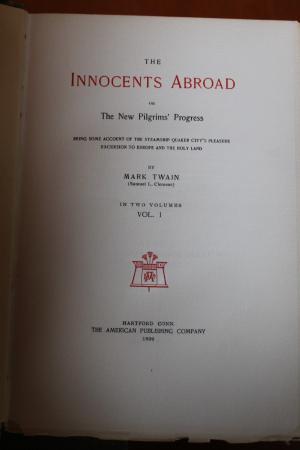 THE
INNOCENTS ABROAD
OR
The New Pilgrims' Progress
BEING SOME ACCOUNT OF THE STEAMSHIP QUAKER CITY'S PLEASURE
EXCURSION TO EUROPE AND THE HOLY LAND
BY
MARK TWAIN
(Samuel L. Clemens)
IN TWO VOLUMES
VOL. I
HARTFORD CONN.
THE AMERICAN PUBLISHING COMPANY